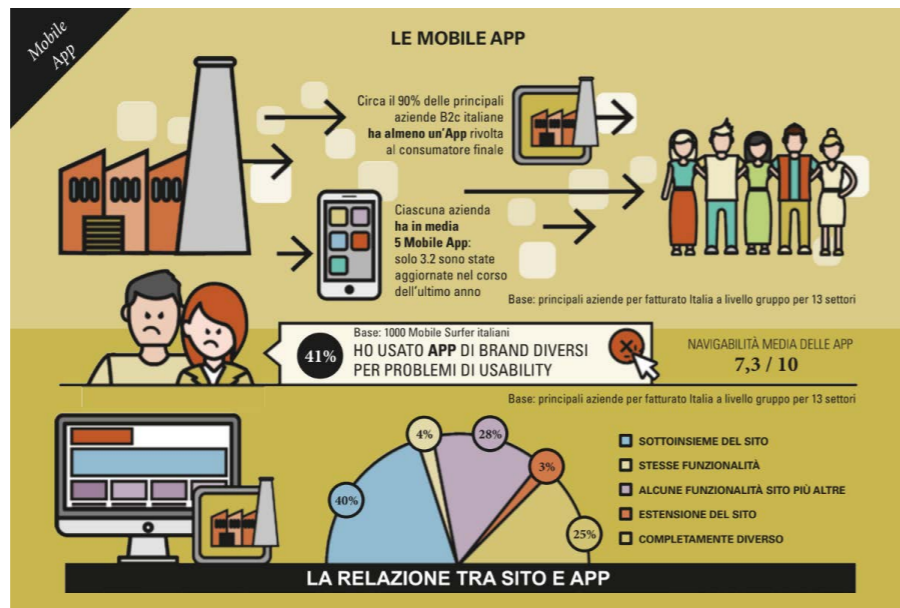 Mobile
App
LE MOBILE APP
Circa il 90% delle principali
aziende B2c italiane
ha almeno un'App rivolta
al consumatore finale
Ciascuna azienda
ha in media
5 Mobile App:
solo 3.2 sono state
aggiornate nel corso
dell'ultimo anno
Base: principali aziende per fatturato Italia a livello gruppo per 13 settori
41%
Base: 1000 Mobile Surfer italiani
HO USATO APP DI BRAND DIVERSI
PER PROBLEMI DI USABILITY
NAVIGABILITÀ MEDIA DELLE APP
7,3 / 10
Base: principali aziende per fatturato Italia a livello gruppo per 13 settori
40%
4%
28%
3%
25%
SOTTOINSIEME DEL SITO
STESSE FUNZIONALITÀ
ALCUNE FUNZIONALITÀ SITO PIÙ ALTRE
ESTENSIONE DEL SITO
COMPLETAMENTE DIVERSO
LA RELAZIONE TRA SITO E APP